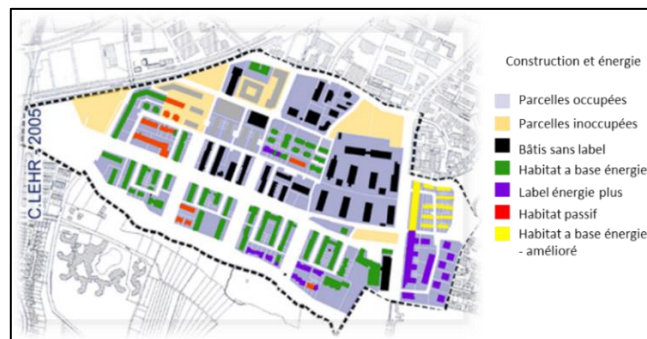 C.LEHR - 2005
Construction et énergie
Parcelles occupées
Parcelles inoccupées
Bâtis sans label
Habitat a base énergie
Label énergie plus
Habitat passif
Habitat a base énergie
- amélioré